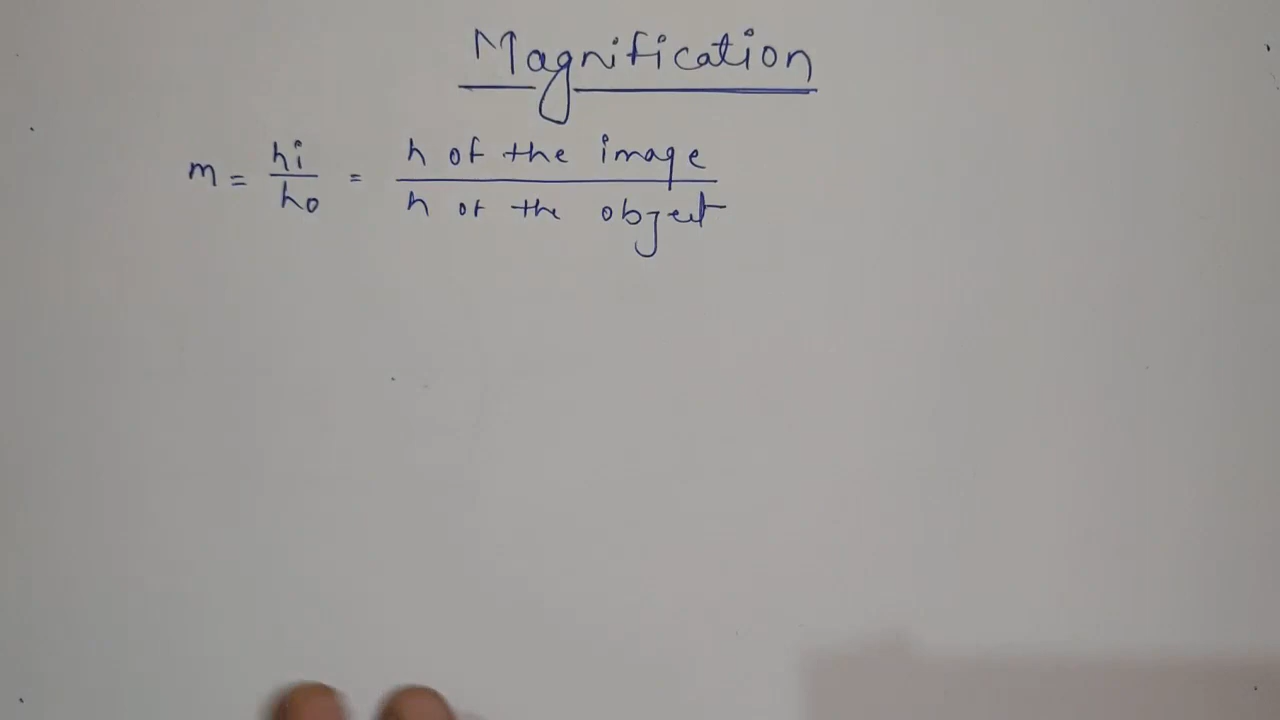 Magnification
m = hi/ho = h of the image / h of the object